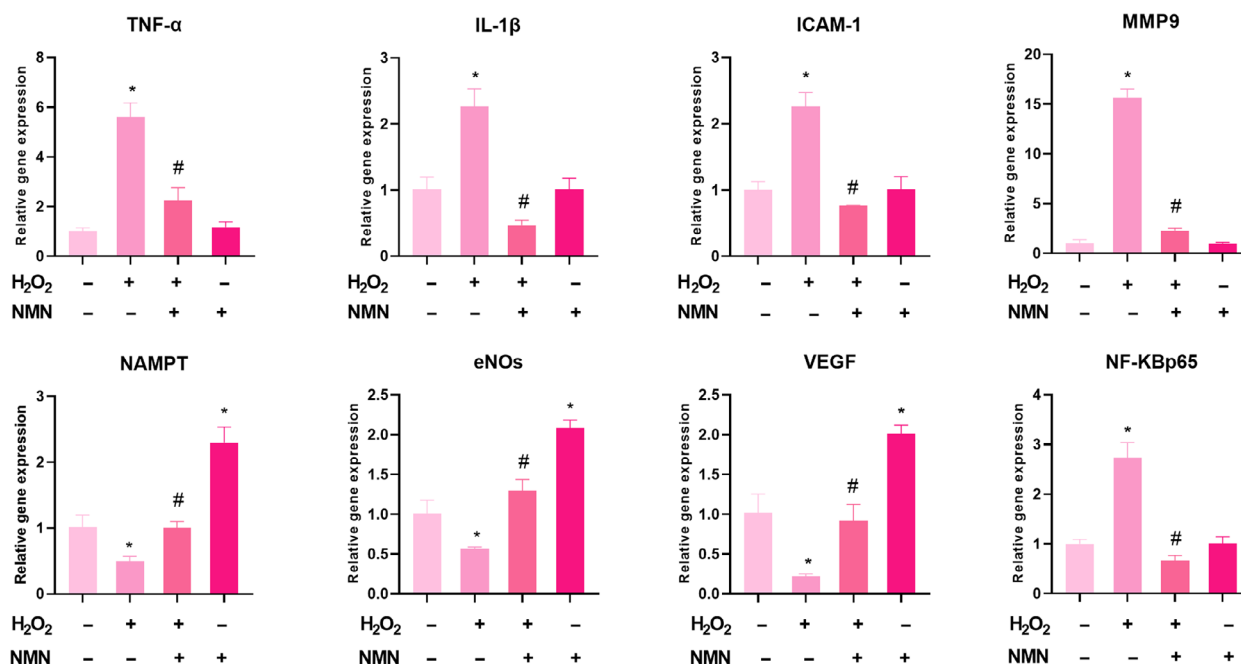 TNF-α
Relative gene expression
8
6
4
2
0
*
#
H₂O₂ – + + –
NMN – – + +
IL-1β
Relative gene expression
3
2
1
0
*
#
H₂O₂ – + + –
NMN – – + +
ICAM-1
Relative gene expression
3
2
1
0
*
#
H₂O₂ – + + –
NMN – – + +
MMP9
Relative gene expression
20
15
10
5
0
*
#
H₂O₂ – + + –
NMN – – + +
NAMPT
Relative gene expression
3
2
1
0
*
#
*
H₂O₂ – + + –
NMN – – + +
eNOs
Relative gene expression
2.5
2.0
1.5
1.0
0.5
0.0
*
#
*
H₂O₂ – + + –
NMN – – + +
VEGF
Relative gene expression
2.5
2.0
1.5
1.0
0.5
0.0
*
#
*
H₂O₂ – + + –
NMN – – + +
NF-KBp65
Relative gene expression
4
3
2
1
0
*
#
H₂O₂ – + + –
NMN – – + +